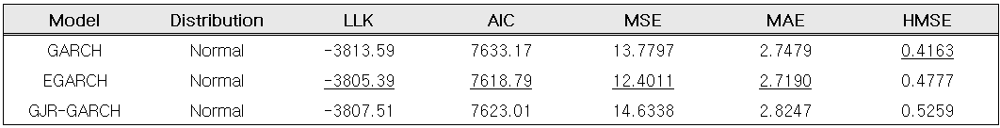 Model Distribution LLK AIC MSE MAE HMSE
GARCH Normal -3813.59 7633.17 13.7797 2.7479 0.4163
EGARCH Normal -3805.39 7618.79 12.4011 2.7190 0.4777
GJR-GARCH Normal -3807.51 7623.01 14.6338 2.8247 0.5259